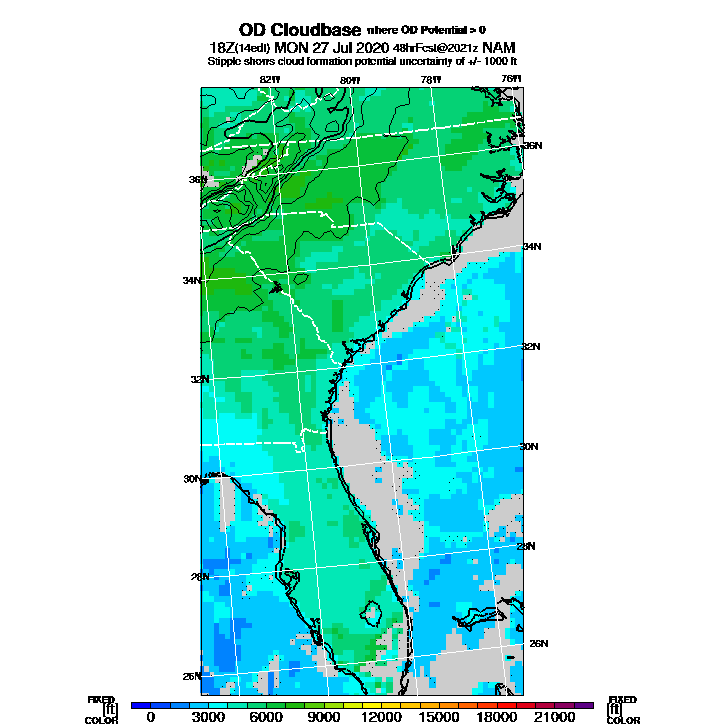 OD Cloudbase where OD Potential > 0
18Z(14edt) MON 27 Jul 2020 48hrFcst@2021z NAM
Stipple shows cloud formation potential uncertainty of +/- 1000 ft
82W 80W 78W 76W
36N
36N
34N
34N
32N
32N
30N
30N
28N
28N
26N
26N
FIXED FIXED
[ft] 0 3000 6000 9000 12000 15000 18000 21000 [ft]
COLOR COLOR